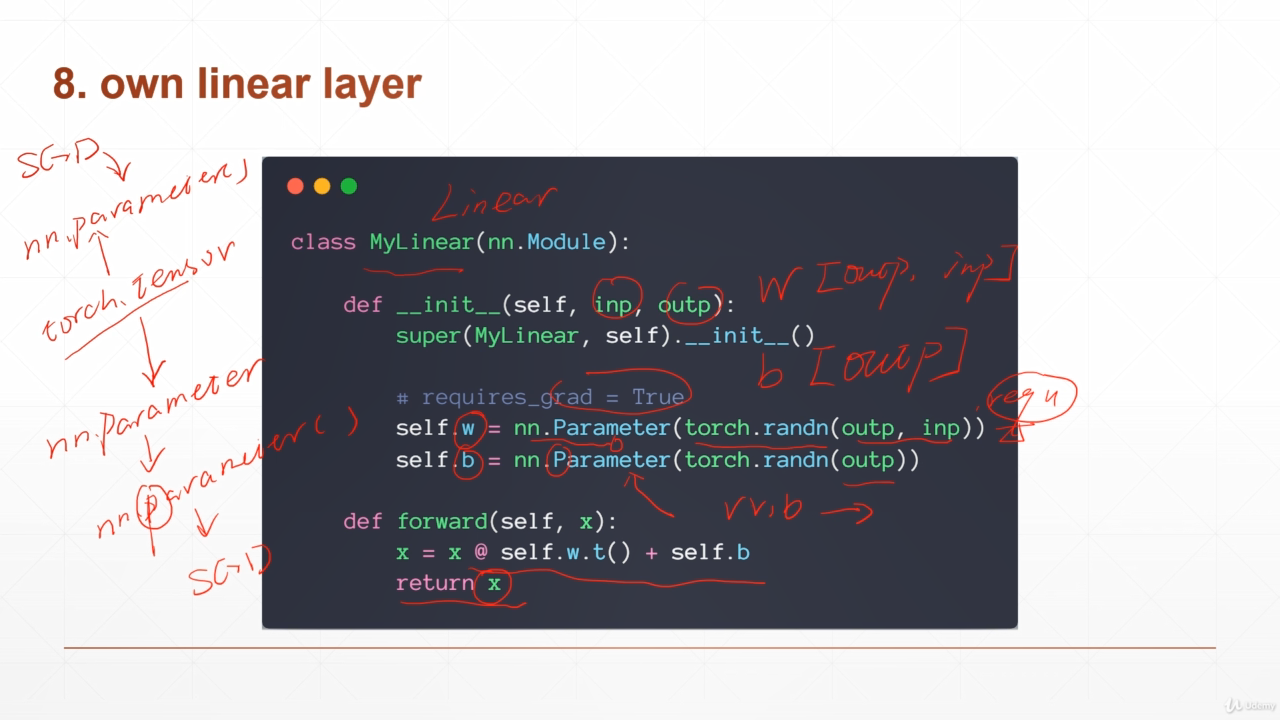 8. own linear layer
SGD
nn.parameter()
torch.tensor
nn.Parameter
nn.parameter()
SGD
Linear
class MyLinear(nn.Module):
W [outp, inp]
def __init__(self, inp, outp):
super(MyLinear, self).__init__()
b [outp]
# requires_grad = True
requ
self.w = nn.Parameter(torch.randn(outp, inp))
self.b = nn.Parameter(torch.randn(outp))
w,b
def forward(self, x):
x = x @ self.w.t() + self.b
return x
Udemy